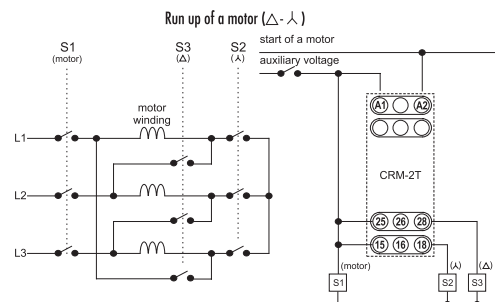 Run up of a motor (△-⅄)
S1 S3 S2
(motor) (△) (⅄)
start of a motor
auxiliary voltage
motor
winding
L1
L2
L3
A1 A2
CRM-2T
25 26 28
15 16 18
(motor) (⅄) (△)
S1 S2 S3